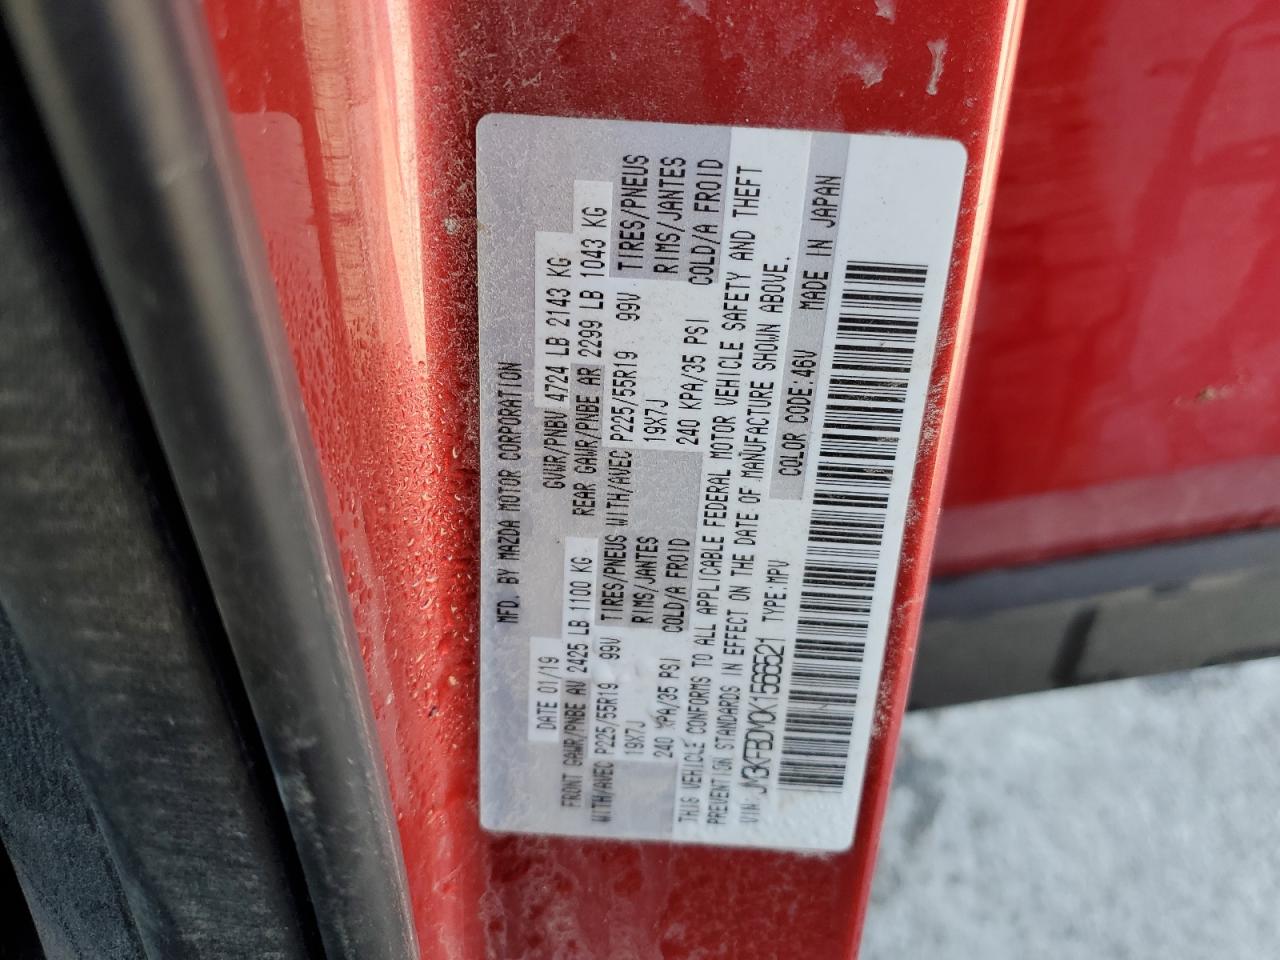 MFD. BY MAZDA MOTOR CORPORATION
DATE 01/19 GVWR/PNBV 4724 LB 2143 KG
FRONT GAWR/PNBE AV 2425 LB 1100 KG REAR GAWR/PNBE AR 2299 LB 1043 KG
WITH/AVEC P225/55R19 99V TIRES/PNEUS WITH/AVEC P225/55R19 99V TIRES/PNEUS
19X7J RIMS/JANTES 19X7J RIMS/JANTES
240 KPA/35 PSI COLD/A FROID 240 KPA/35 PSI COLD/A FROID
THIS VEHICLE CONFORMS TO ALL APPLICABLE FEDERAL MOTOR VEHICLE SAFETY AND THEFT
PREVENTION STANDARDS IN EFFECT ON THE DATE OF MANUFACTURE SHOWN ABOVE.
VIN: JM3KFBDY0K1566521 TYPE:MPV COLOR CODE:46V MADE IN JAPAN